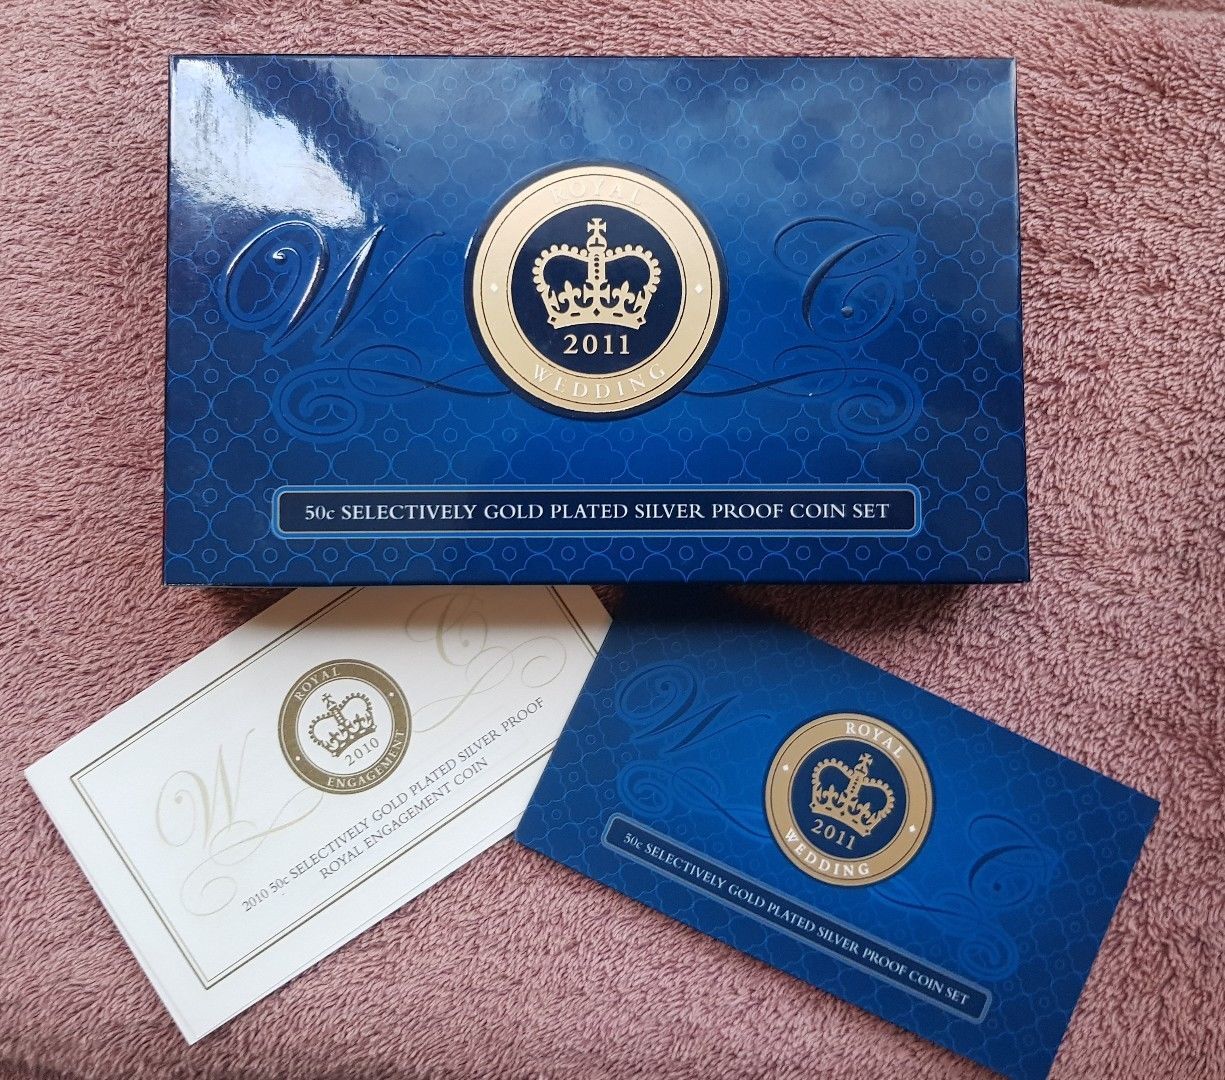 ROYAL
W C
2011
WEDDING
50c SELECTIVELY GOLD PLATED SILVER PROOF COIN SET
W C
ROYAL
2010
ENGAGEMENT
2010 50c SELECTIVELY GOLD PLATED SILVER PROOF
ROYAL ENGAGEMENT COIN
W C
ROYAL
2011
WEDDING
50c SELECTIVELY GOLD PLATED SILVER PROOF COIN SET